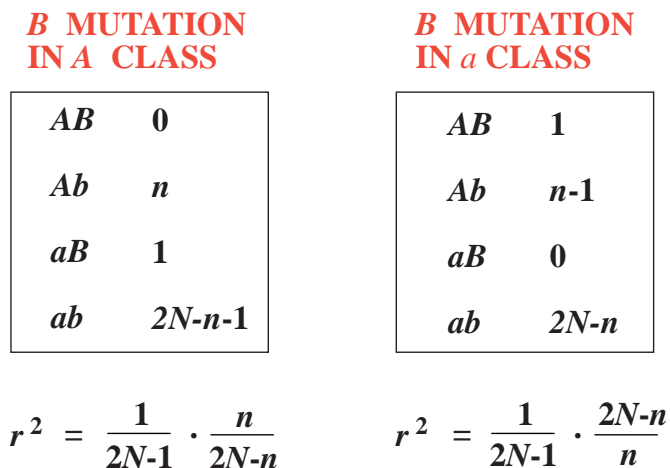 B MUTATION
IN A CLASS
AB 0
Ab n
aB 1
ab 2N-n-1
r² = 1/2N-1 · n/2N-n
B MUTATION
IN a CLASS
AB 1
Ab n-1
aB 0
ab 2N-n
r² = 1/2N-1 · 2N-n/n